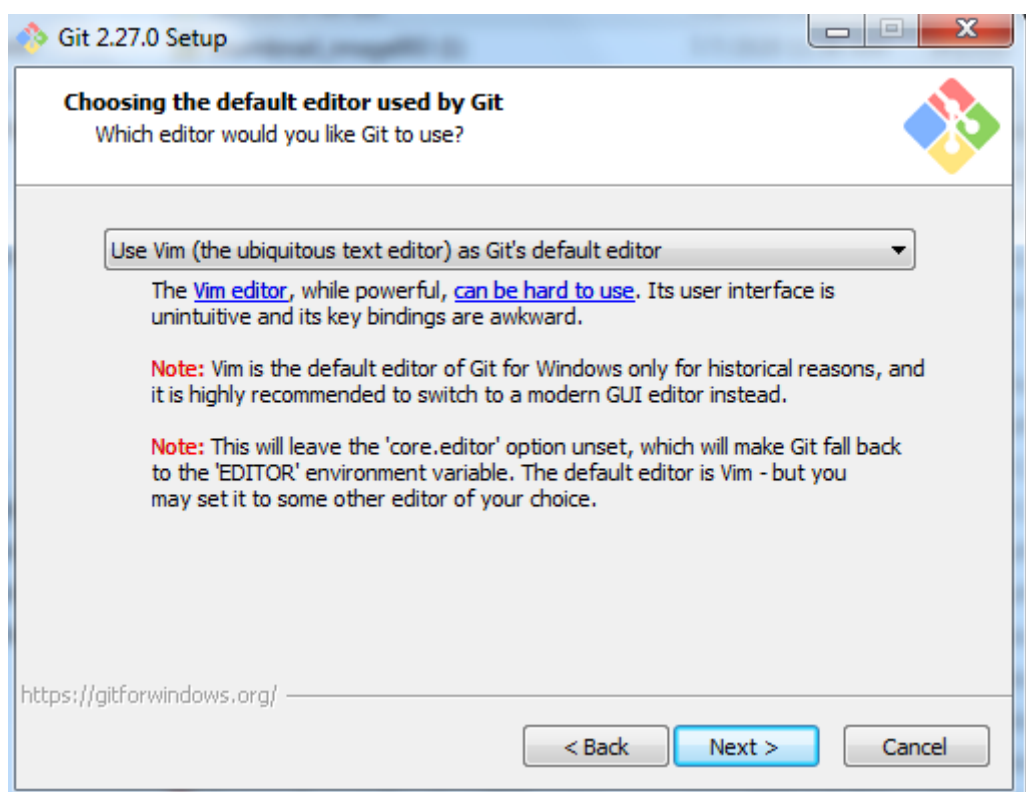 Git 2.27.0 Setup
Choosing the default editor used by Git
Which editor would you like Git to use?
Use Vim (the ubiquitous text editor) as Git's default editor
The Vim editor, while powerful, can be hard to use. Its user interface is
unintuitive and its key bindings are awkward.
Note: Vim is the default editor of Git for Windows only for historical reasons, and
it is highly recommended to switch to a modern GUI editor instead.
Note: This will leave the 'core.editor' option unset, which will make Git fall back
to the 'EDITOR' environment variable. The default editor is Vim - but you
may set it to some other editor of your choice.
https://gitforwindows.org/
< Back Next > Cancel